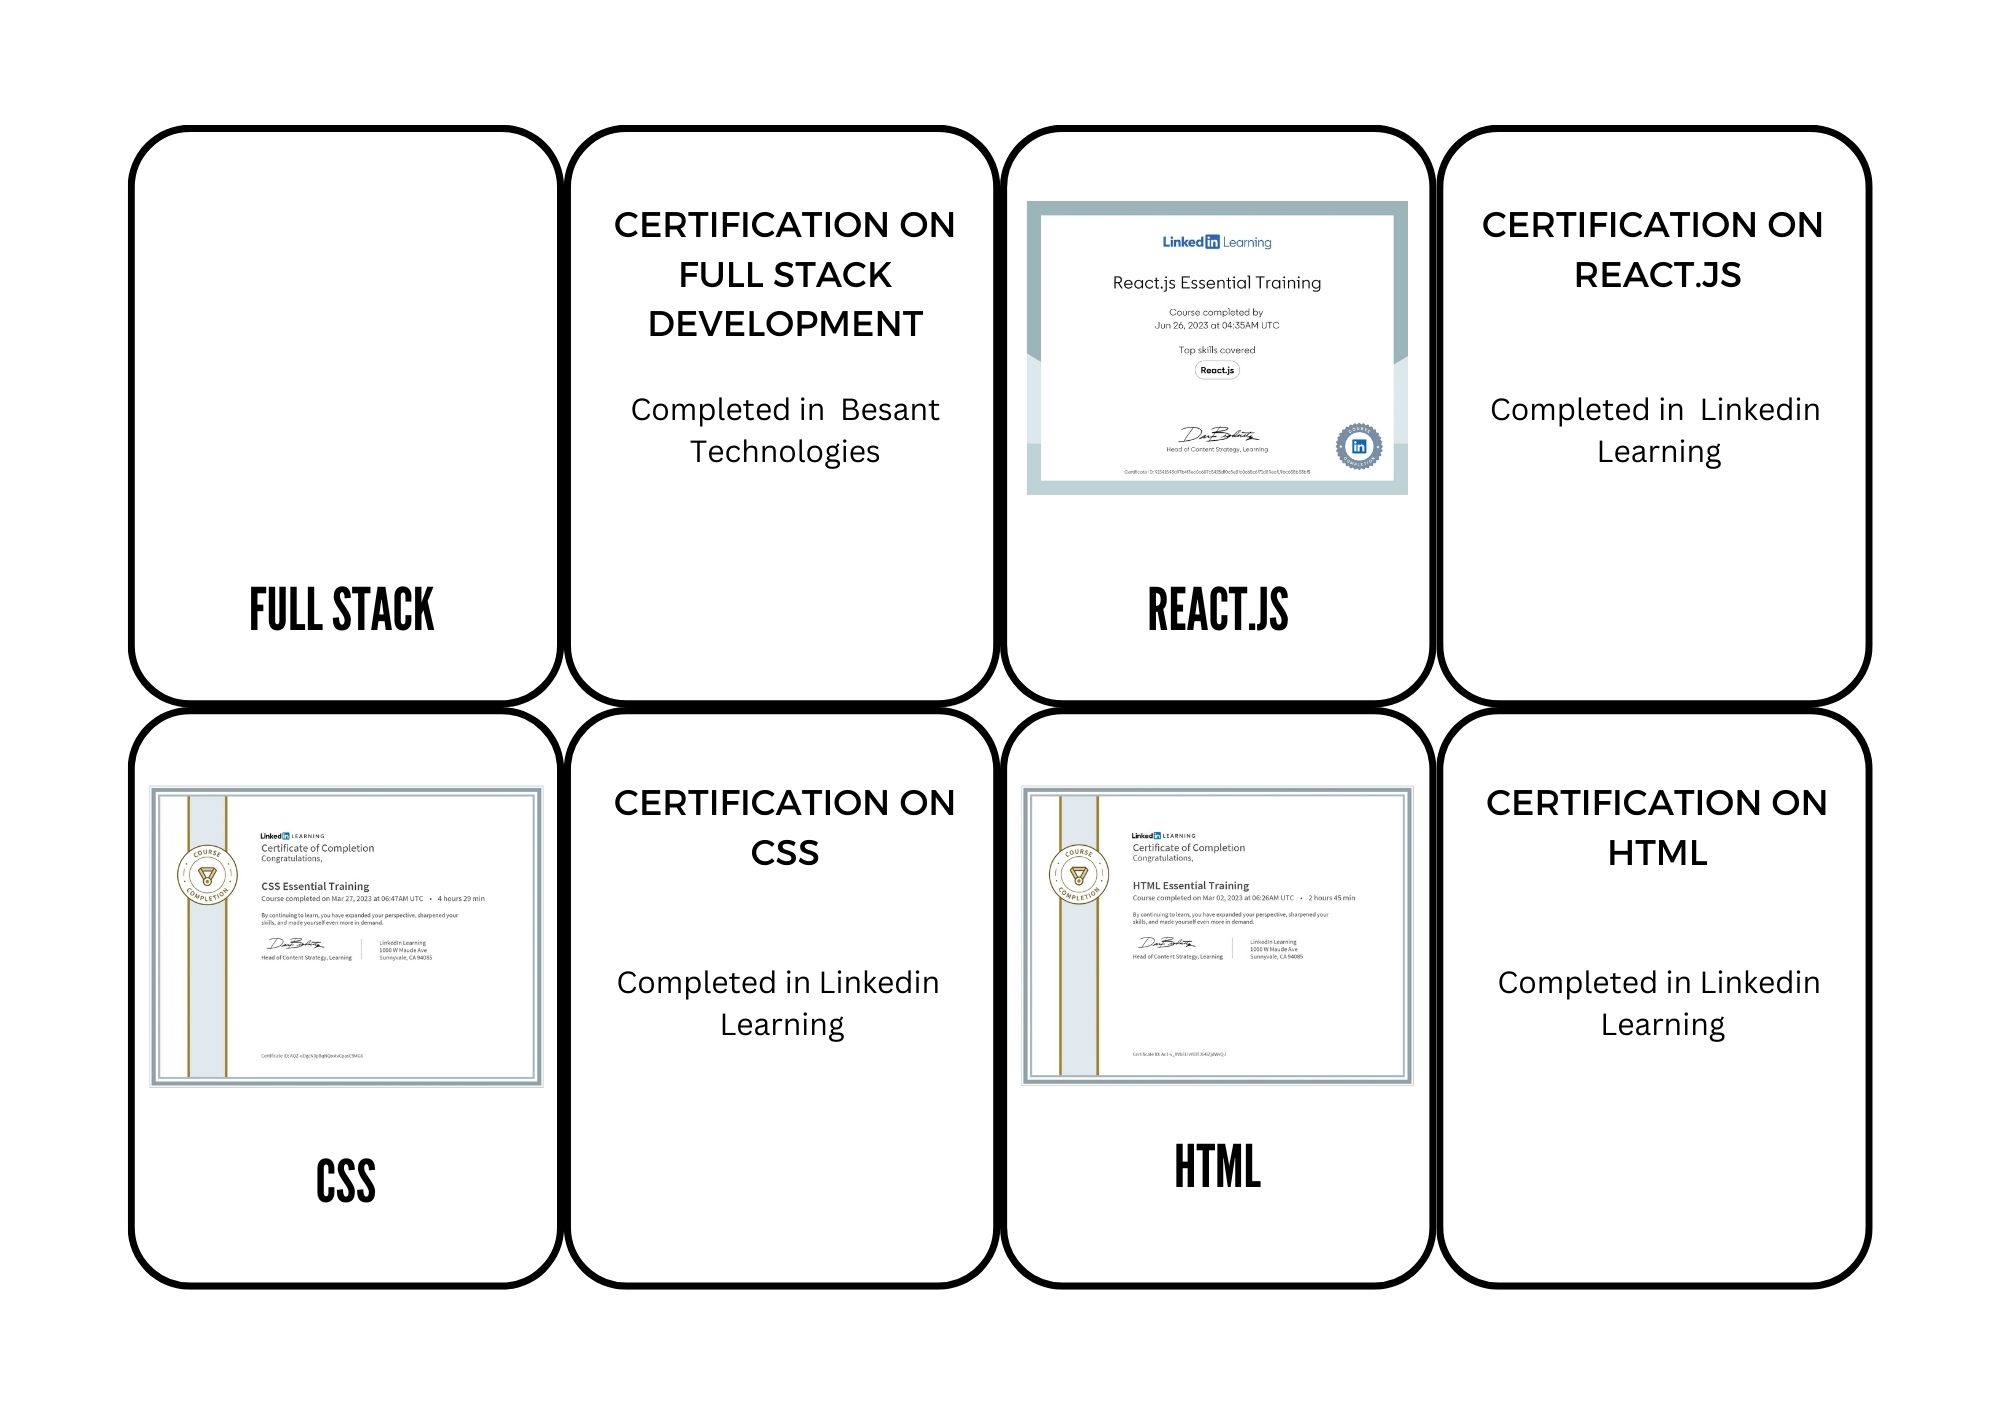 FULL STACK
CERTIFICATION ON
FULL STACK
DEVELOPMENT
Completed in  Besant
Technologies
Linked in Learning
React.js Essential Training
Course completed by
Jun 26, 2023 at 04:35AM UTC
Top skills covered
React.js
Head of Content Strategy, Learning
COURSE
in
COMPLETION
Certificate ID:
REACT.JS
CERTIFICATION ON
REACT.JS
Completed in  Linkedin
Learning
Linked in LEARNING
Certificate of Completion
Congratulations,
COURSE
COMPLETION
CSS Essential Training
Course completed on Mar 27, 2023 at 06:47AM UTC • 4 hours 29 min
By continuing to learn, you have expanded your perspective, sharpened your
skills, and made yourself even more in demand.
Head of Content Strategy, Learning
LinkedIn Learning
1000 W Maude Ave
Sunnyvale, CA 94085
Certificate ID:
CSS
CERTIFICATION ON
CSS
Completed in Linkedin
Learning
Linked in LEARNING
Certificate of Completion
Congratulations,
COURSE
COMPLETION
HTML Essential Training
Course completed on Mar 02, 2023 at 06:26AM UTC • 2 hours 45 min
By continuing to learn, you have expanded your perspective, sharpened your
skills, and made yourself even more in demand.
Head of Content Strategy, Learning
LinkedIn Learning
1000 W Maude Ave
Sunnyvale, CA 94085
Certificate ID:
HTML
CERTIFICATION ON
HTML
Completed in Linkedin
Learning